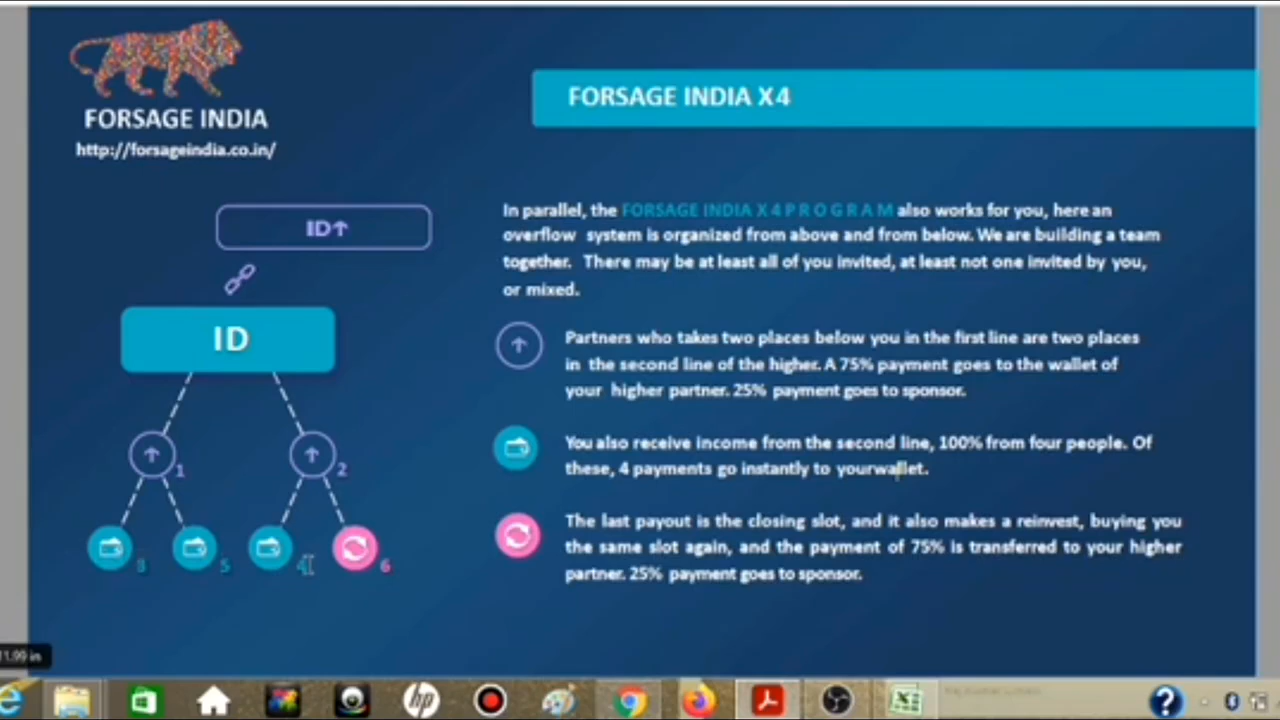 FORSAGE INDIA
http://forsageindia.co.in/
FORSAGE INDIA X4
ID↑
ID
1
2
3
5
4
6
In parallel, the FORSAGE INDIA X 4 P R O G R A M also works for you, here an
overflow system is organized from above and from below. We are building a team
together. There may be at least all of you invited, at least not one invited by you,
or mixed.
Partners who takes two places below you in the first line are two places
in the second line of the higher. A 75% payment goes to the wallet of
your higher partner. 25% payment goes to sponsor.
You also receive income from the second line, 100% from four people. Of
these, 4 payments go instantly to yourwallet.
The last payout is the closing slot, and it also makes a reinvest, buying you
the same slot again, and the payment of 75% is transferred to your higher
partner. 25% payment goes to sponsor.
11.99 in
hp
?